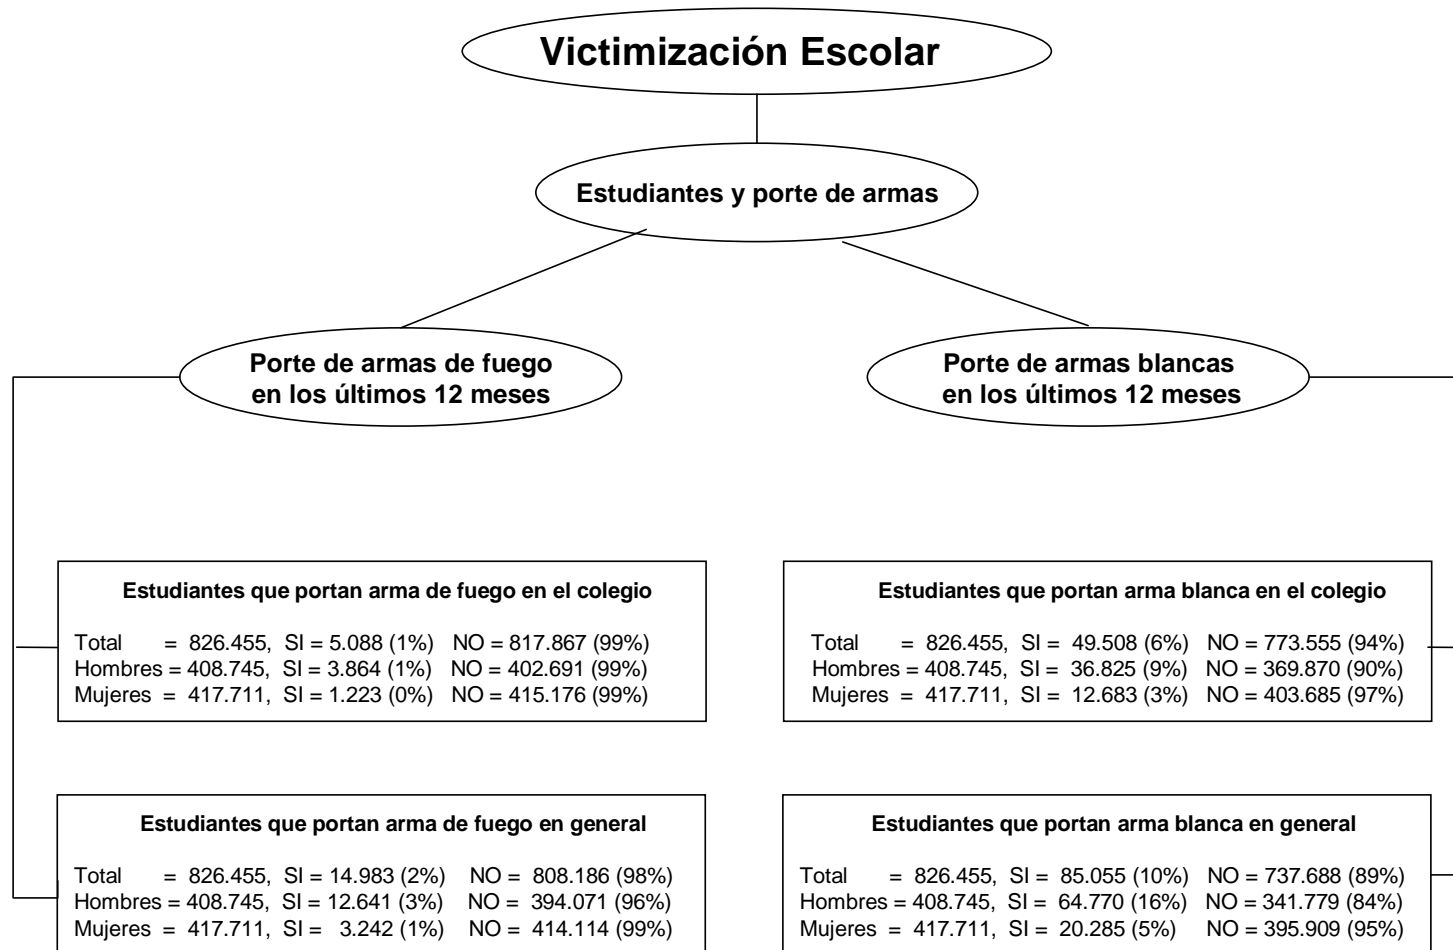 Victimización Escolar
Estudiantes y porte de armas
Porte de armas de fuego
en los últimos 12 meses
Porte de armas blancas
en los últimos 12 meses
Estudiantes que portan arma de fuego en el colegio
Total = 826.455, SI = 5.088 (1%) NO = 817.867 (99%)
Hombres = 408.745, SI = 3.864 (1%) NO = 402.691 (99%)
Mujeres = 417.711, SI = 1.223 (0%) NO = 415.176 (99%)
Estudiantes que portan arma blanca en el colegio
Total = 826.455, SI = 49.508 (6%) NO = 773.555 (94%)
Hombres = 408.745, SI = 36.825 (9%) NO = 369.870 (90%)
Mujeres = 417.711, SI = 12.683 (3%) NO = 403.685 (97%)
Estudiantes que portan arma de fuego en general
Total = 826.455, SI = 14.983 (2%) NO = 808.186 (98%)
Hombres = 408.745, SI = 12.641 (3%) NO = 394.071 (96%)
Mujeres = 417.711, SI = 3.242 (1%) NO = 414.114 (99%)
Estudiantes que portan arma blanca en general
Total = 826.455, SI = 85.055 (10%) NO = 737.688 (89%)
Hombres = 408.745, SI = 64.770 (16%) NO = 341.779 (84%)
Mujeres = 417.711, SI = 20.285 (5%) NO = 395.909 (95%)